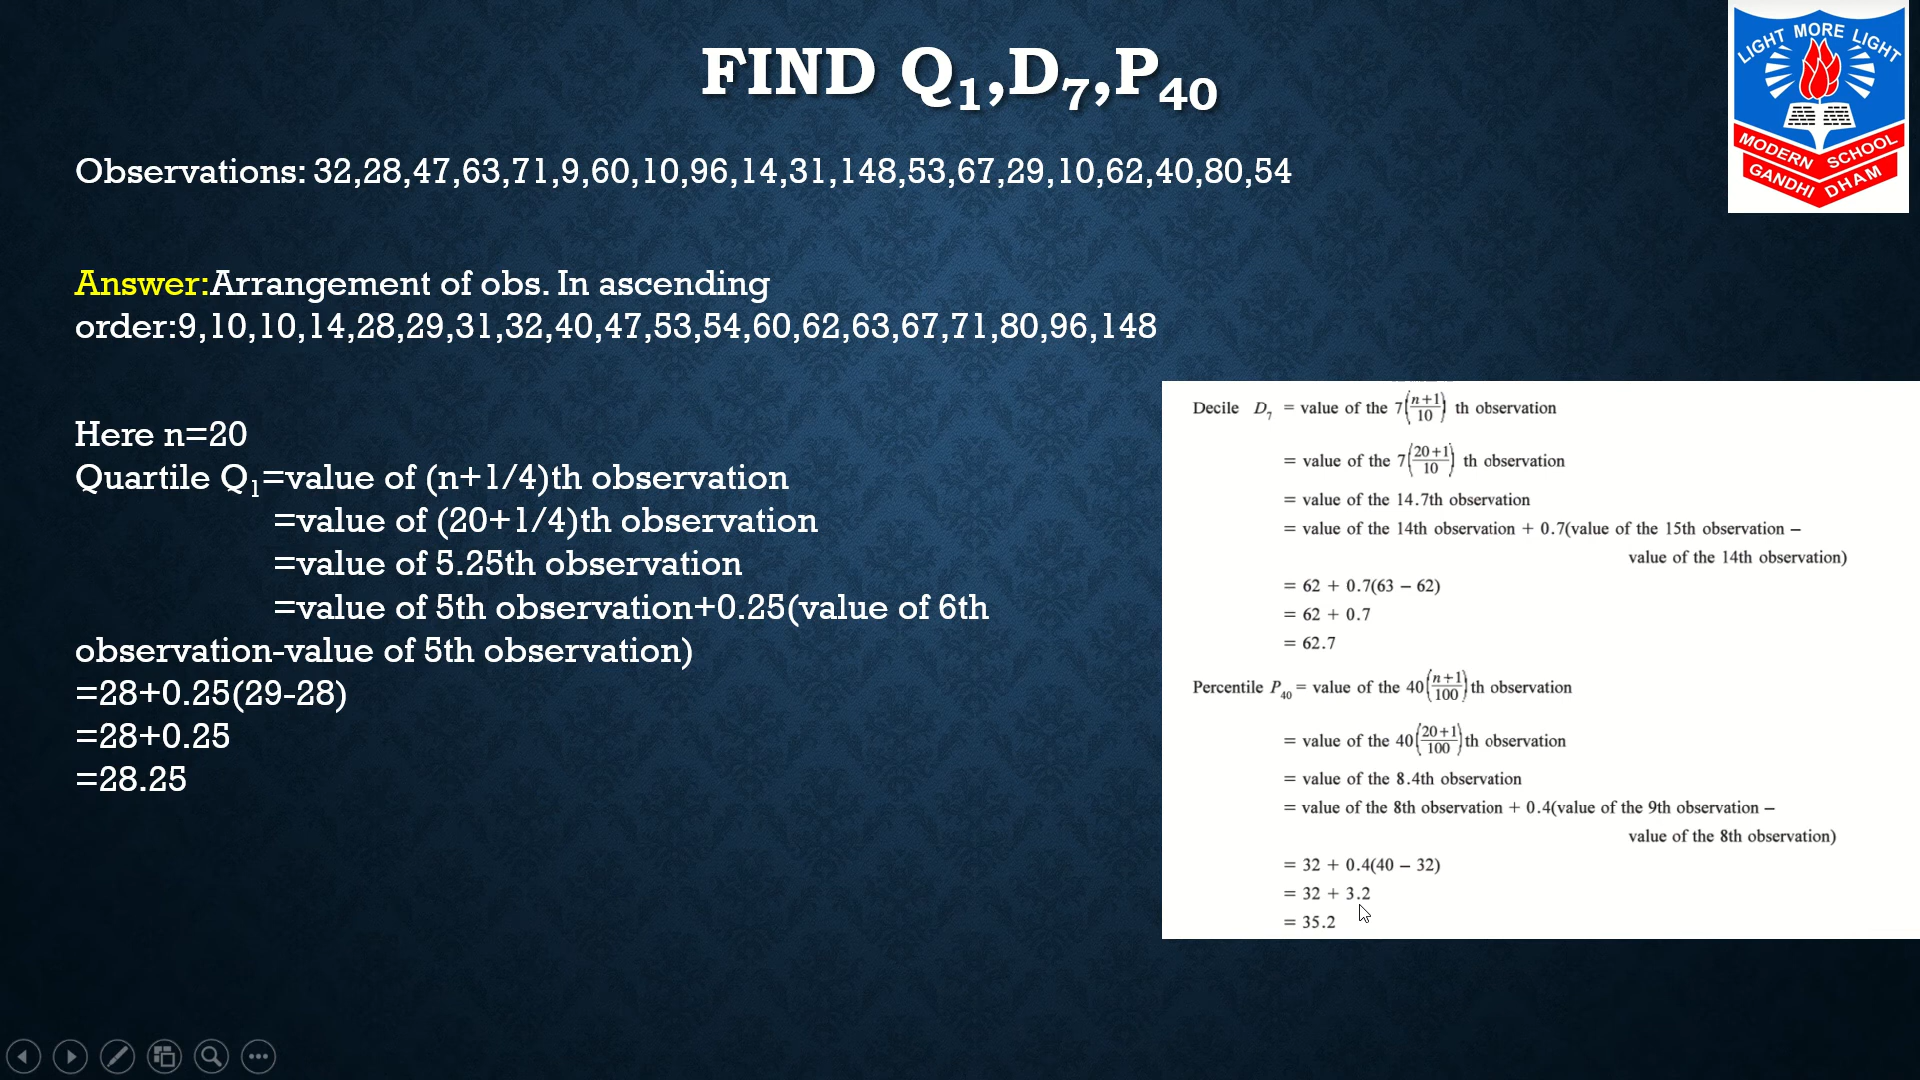 FIND Q₁,D₇,P₄₀
LIGHT MORE LIGHT
MODERN SCHOOL
GANDHI DHAM
Observations: 32,28,47,63,71,9,60,10,96,14,31,148,53,67,29,10,62,40,80,54
Answer:Arrangement of obs. In ascending
order:9,10,10,14,28,29,31,32,40,47,53,54,60,62,63,67,71,80,96,148
Here n=20
Quartile Q₁=value of (n+1/4)th observation
=value of (20+1/4)th observation
=value of 5.25th observation
=value of 5th observation+0.25(value of 6th
observation-value of 5th observation)
=28+0.25(29-28)
=28+0.25
=28.25
Decile D₇ = value of the 7((n+1)/10) th observation
= value of the 7((20+1)/10) th observation
= value of the 14.7th observation
= value of the 14th observation + 0.7(value of the 15th observation –
value of the 14th observation)
= 62 + 0.7(63 – 62)
= 62 + 0.7
= 62.7
Percentile P₄₀ = value of the 40((n+1)/100)th observation
= value of the 40((20+1)/100)th observation
= value of the 8.4th observation
= value of the 8th observation + 0.4(value of the 9th observation –
value of the 8th observation)
= 32 + 0.4(40 – 32)
= 32 + 3.2
= 35.2